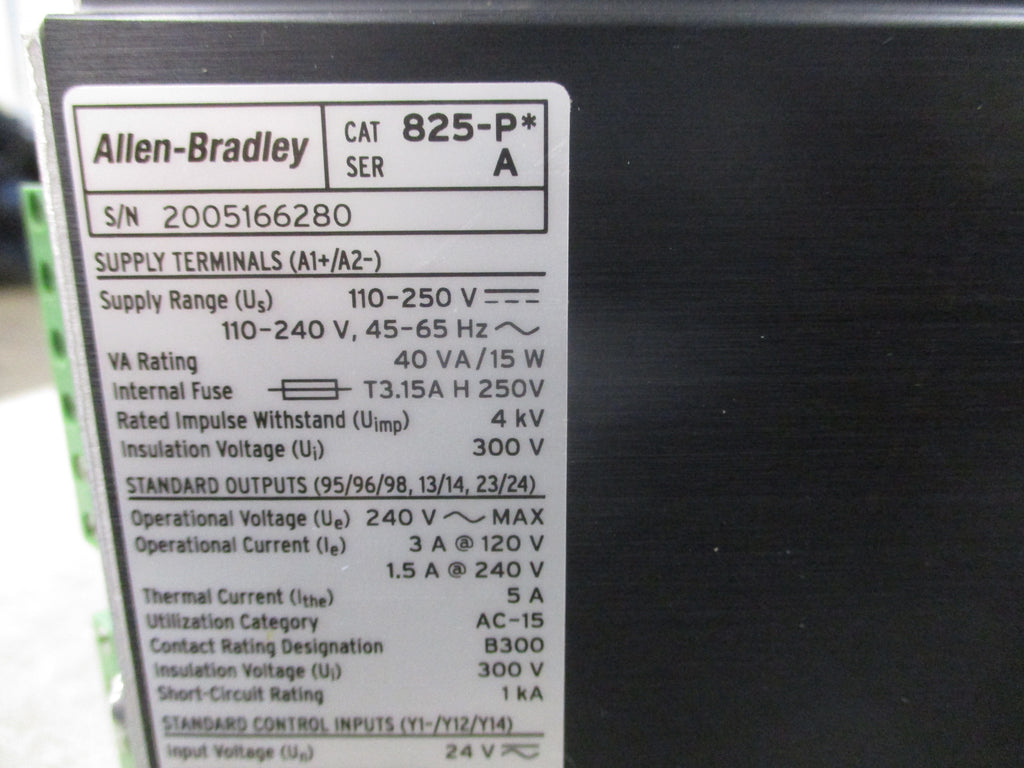 Allen-Bradley
CAT 825-P*
SER A
S/N 2005166280
SUPPLY TERMINALS (A1+/A2-)
Supply Range (Us) 110-250 V ⎓
110-240 V, 45-65 Hz ∼
VA Rating 40 VA/15 W
Internal Fuse T3.15A H 250V
Rated Impulse Withstand (Uimp) 4 kV
Insulation Voltage (Ui) 300 V
STANDARD OUTPUTS (95/96/98, 13/14, 23/24)
Operational Voltage (Ue) 240 V ∼ MAX
Operational Current (Ie) 3 A @ 120 V
1.5 A @ 240 V
Thermal Current (Ithe) 5 A
Utilization Category AC-15
Contact Rating Designation B300
Insulation Voltage (Ui) 300 V
Short-Circuit Rating 1 kA
STANDARD CONTROL INPUTS (Y1-/Y12/Y14)
Input Voltage (Un) 24 V ⏦